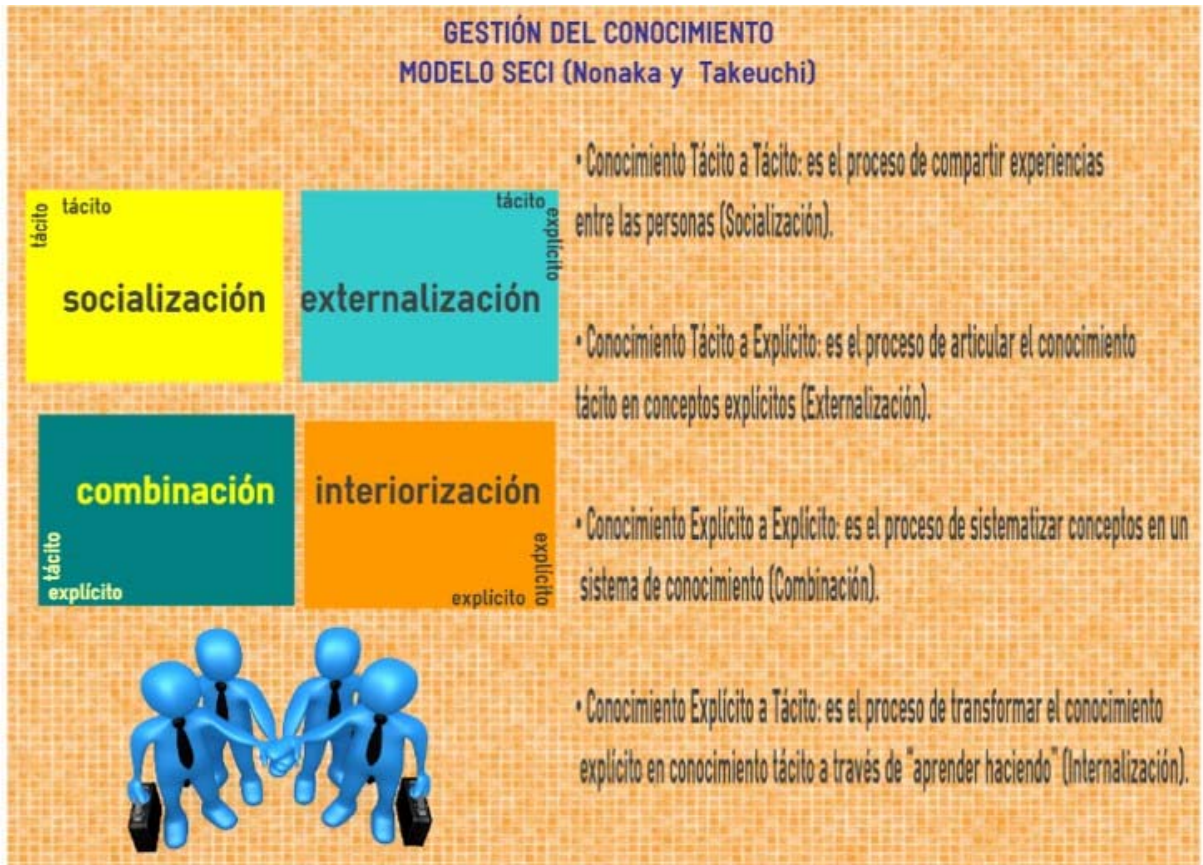 GESTIÓN DEL CONOCIMIENTO
MODELO SECI (Nonaka y Takeuchi)
tácito
tácito
socialización
tácito
explícito
externalización
combinación
tácito
explícito
interiorización
explícito
explícito
• Conocimiento Tácito a Tácito: es el proceso de compartir experiencias
entre las personas (Socialización).
• Conocimiento Tácito a Explícito: es el proceso de articular el conocimiento
tácito en conceptos explícitos (Externalización).
• Conocimiento Explícito a Explícito: es el proceso de sistematizar conceptos en un
sistema de conocimiento (Combinación).
• Conocimiento Explícito a Tácito: es el proceso de transformar el conocimiento
explícito en conocimiento tácito a través de "aprender haciendo" (Internalización).